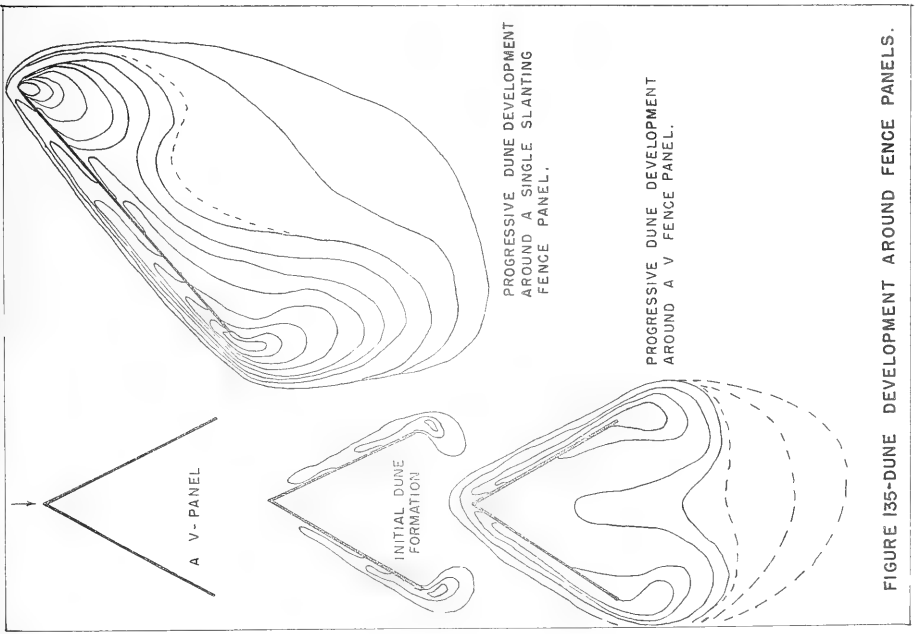 A V-PANEL
INITIAL DUNE
FORMATION
PROGRESSIVE DUNE DEVELOPMENT
AROUND A SINGLE SLANTING
FENCE PANEL.
PROGRESSIVE DUNE DEVELOPMENT
AROUND A V FENCE PANEL.
FIGURE 135-DUNE DEVELOPMENT AROUND FENCE PANELS.